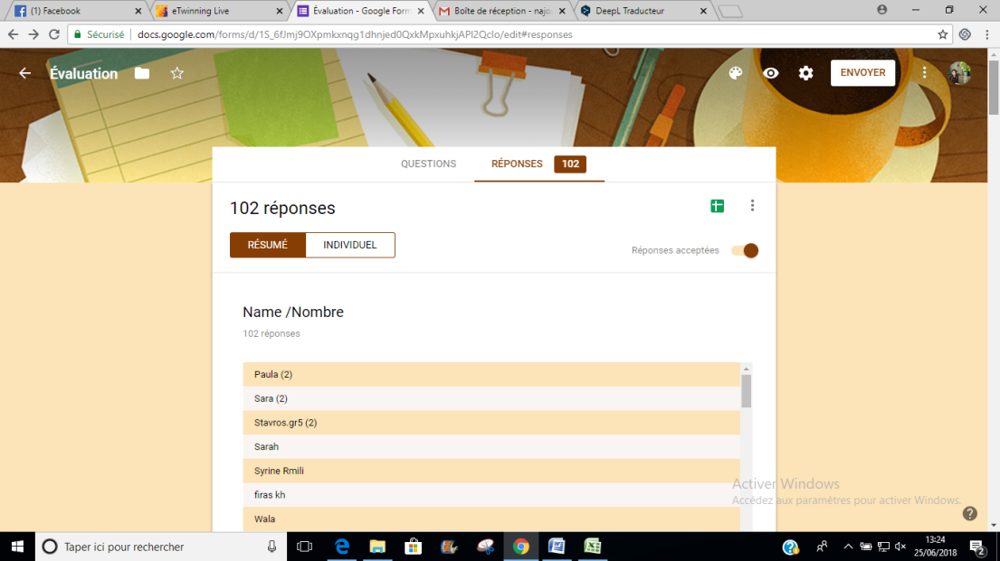 (1) Facebook
eTwinning Live
Évaluation - Google Form
Boîte de réception - najo
DeepL Traducteur
Sécurisé
docs.google.com/forms/d/1S_6fJmj9OXpmkxnqg1dhnjed0QxkMpxuhkjAPl2Qclo/edit#responses
Évaluation
ENVOYER
QUESTIONS
RÉPONSES 102
102 réponses
RÉSUMÉ
INDIVIDUEL
Réponses acceptées
Name /Nombre
102 réponses
Paula (2)
Sara (2)
Stavros.gr5 (2)
Sarah
Syrine Rmili
firas kh
Wala
Activer Windows
Accédez aux paramètres pour activer Windows.
Taper ici pour rechercher
13:24
25/06/2018
2